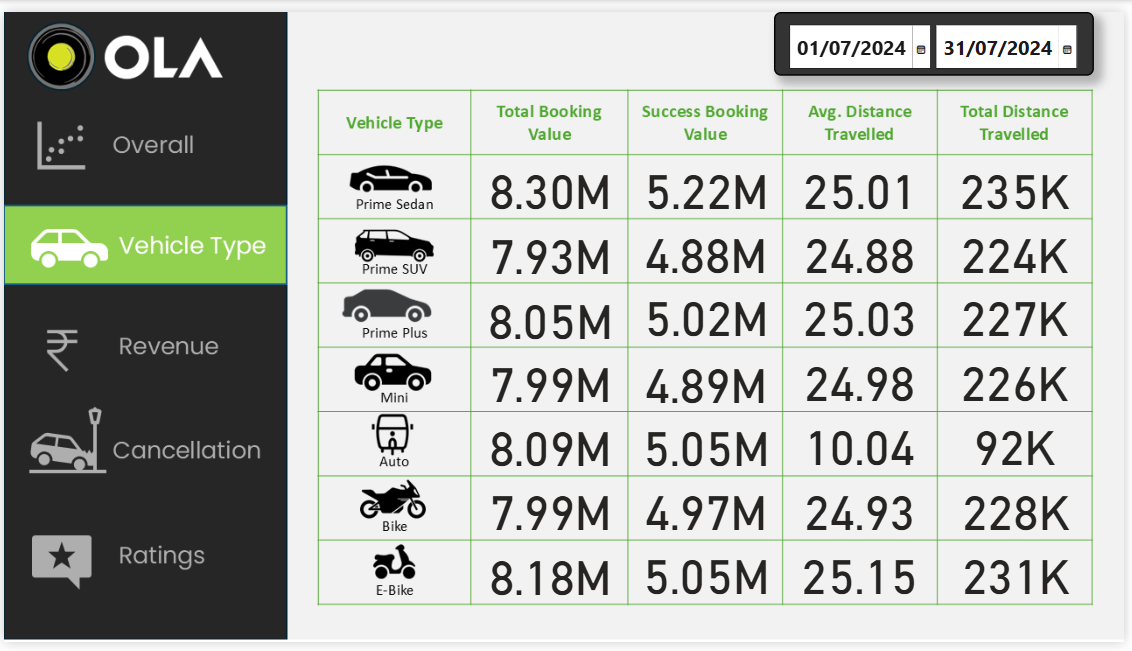 OLA
01/07/2024 31/07/2024
Overall
Vehicle Type
Revenue
Cancellation
Ratings
Vehicle Type Total Booking Value Success Booking Value Avg. Distance Travelled Total Distance Travelled
Prime Sedan 8.30M 5.22M 25.01 235K
Prime SUV 7.93M 4.88M 24.88 224K
Prime Plus 8.05M 5.02M 25.03 227K
Mini 7.99M 4.89M 24.98 226K
Auto 8.09M 5.05M 10.04 92K
Bike 7.99M 4.97M 24.93 228K
E-Bike 8.18M 5.05M 25.15 231K